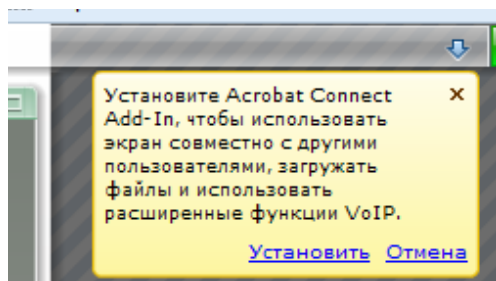 Установите Acrobat Connect
Add-In, чтобы использовать
экран совместно с другими
пользователями, загружать
файлы и использовать
расширенные функции VoIP.
Установить Отмена